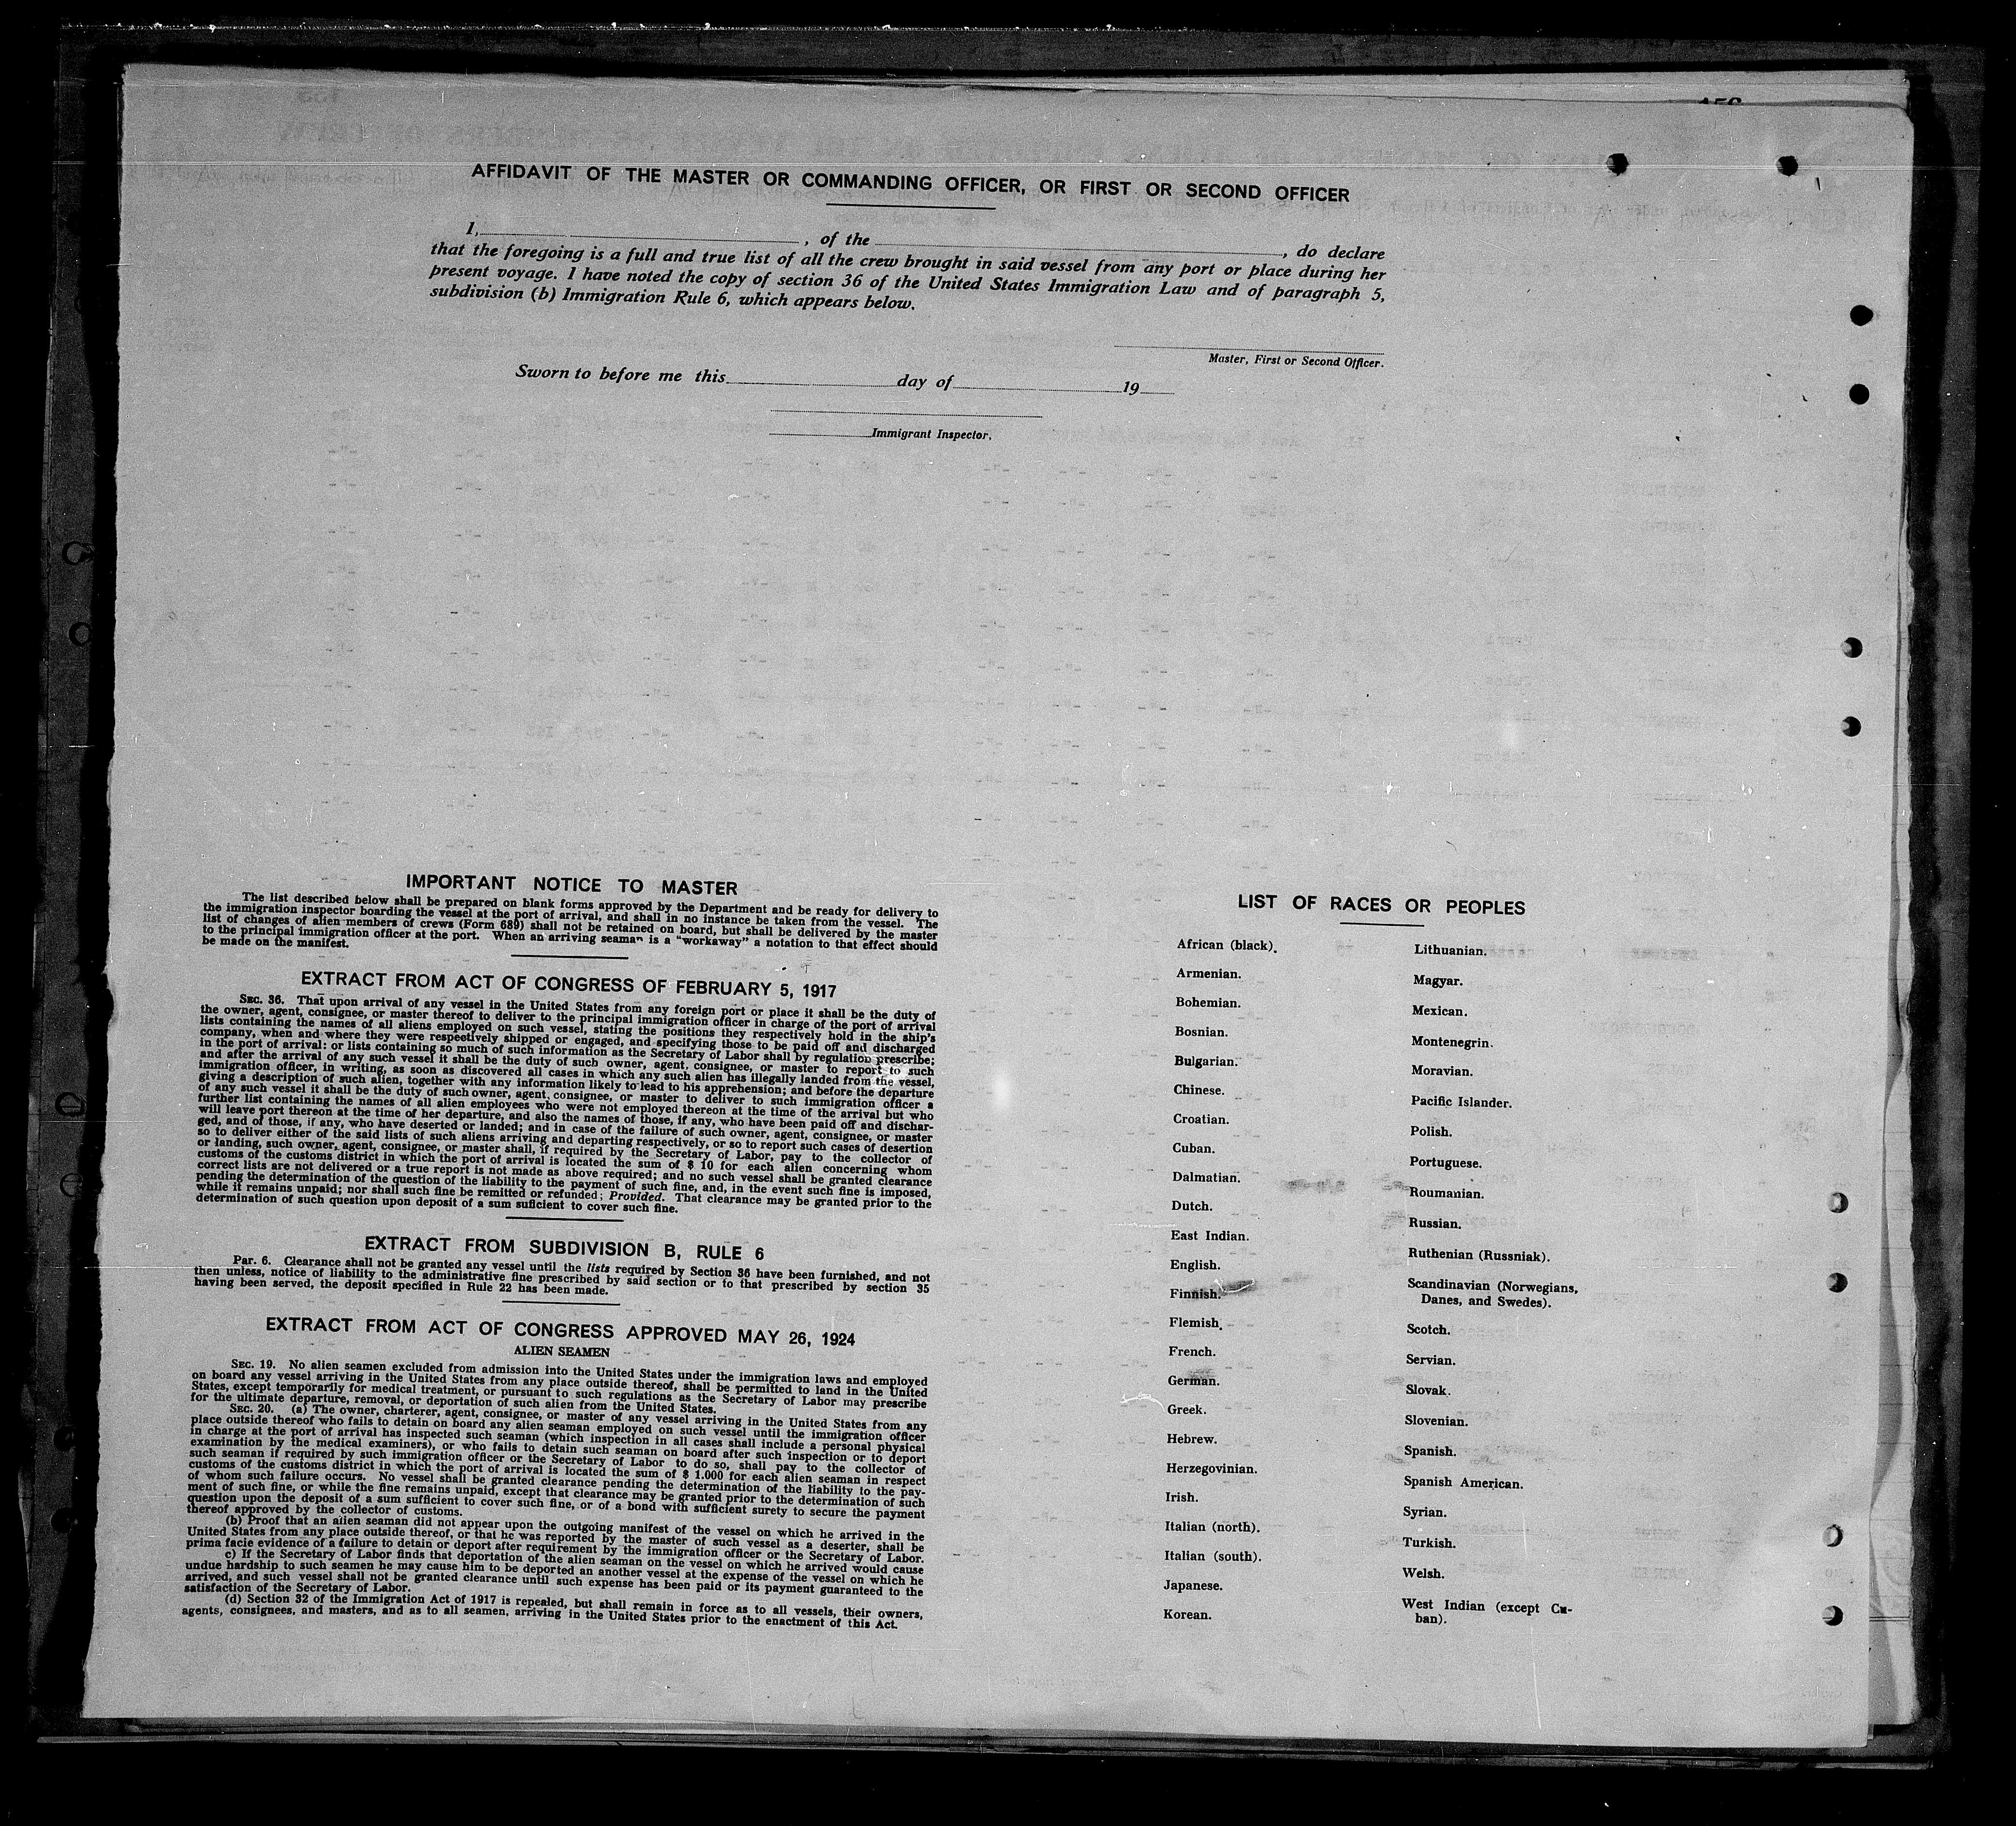 AFFIDAVIT OF THE MASTER OR COMMANDING OFFICER, OR FIRST OR SECOND OFFICER
I, , of the , do declare
that the foregoing is a full and true list of all the crew brought in said vessel from any port or place during her
present voyage. I have noted the copy of section 36 of the United States Immigration Law and of paragraph 5,
subdivision (b) Immigration Rule 6, which appears below.
Master, First or Second Officer.
Sworn to before me this day of 19
Immigrant Inspector.
IMPORTANT NOTICE TO MASTER
The list described below shall be prepared on blank forms approved by the Department and be ready for delivery to
the immigration inspector boarding the vessel at the port of arrival, and shall in no instance be taken from the vessel. The
list of changes of alien members of crews (Form 689) shall not be retained on board, but shall be delivered by the master
to the principal immigration officer at the port. When an arriving seaman is a "workaway" a notation to that effect should
be made on the manifest.
EXTRACT FROM ACT OF CONGRESS OF FEBRUARY 5, 1917
SEC. 36. That upon arrival of any vessel in the United States from any foreign port or place it shall be the duty of
the owner, agent, consignee, or master thereof to deliver to the principal immigration officer in charge of the port of arrival
lists containing the names of all aliens employed on such vessel, stating the positions they respectively hold in the ship's
company, when and where they were respectively shipped or engaged, and specifying those to be paid off and discharged
in the port of arrival: or lists containing so much of such information as the Secretary of Labor shall by regulation prescribe;
and after the arrival of any such vessel it shall be the duty of such owner, agent, consignee, or master to report to such
immigration officer, in writing, as soon as discovered all cases in which any such alien has illegally landed from the vessel,
giving a description of such alien, together with any information likely to lead to his apprehension; and before the departure
of any such vessel it shall be the duty of such owner, agent, consignee, or master to deliver to such immigration officer a
further list containing the names of all alien employees who were not employed thereon at the time of the arrival but who
will leave port thereon at the time of her departure, and also the names of those, if any, who have been paid off and dischar-
ged, and of those, if any, who have deserted or landed; and in case of the failure of such owner, agent, consignee, or master
so to deliver either of the said lists of such aliens arriving and departing respectively, or so to report such cases of desertion
or landing, such owner, agent, consignee, or master shall, if required by the Secretary of Labor, pay to the collector of
customs of the customs district in which the port of arrival is located the sum of $ 10 for each alien concerning whom
correct lists are not delivered or a true report is not made as above required; and no such vessel shall be granted clearance
pending the determination of the question of the liability to the payment of such fine, and, in the event such fine is imposed,
while it remains unpaid; nor shall such fine be remitted or refunded; Provided. That clearance may be granted prior to the
determination of such question upon deposit of a sum suficient to cover such fine.
EXTRACT FROM SUBDIVISION B, RULE 6
Par. 6. Clearance shall not be granted any vessel until the lists required by Section 36 have been furnished, and not
then unless, notice of liability to the administrative fine prescribed by said section or to that prescribed by section 35
having been served, the deposit specified in Rule 22 has been made.
EXTRACT FROM ACT OF CONGRESS APPROVED MAY 26, 1924
ALIEN SEAMEN
SEC. 19. No alien seamen excluded from admission into the United States under the immigration laws and employed
on board any vessel arriving in the United States from any place outside thereof, shall be permitted to land in the United
States, except temporarily for medical treatment, or pursuant to such regulations as the Secretary of Labor may prescribe
for the ultimate departure, removal, or deportation of such alien from the United States.
SEC. 20. (a) The owner, charterer, agent, consignee, or master of any vessel arriving in the United States from any
place outside thereof who fails to detain on board any alien seaman employed on such vessel until the immigration officer
in charge at the port of arrival has inspected such seaman (which inspection in all cases shall include a personal physical
examination by the medical examiners), or who fails to detain such seaman on board after such inspection or to deport
such seaman if required by such immigration officer or the Secretary of Labor to do so, shall pay to the collector of
customs of the customs district in which the port of arrival is located the sum of $ 1.000 for each alien seaman in respect
of whom such failure occurs. No vessel shall be granted clearance pending the determination of the liability to the pay-
ment of such fine, or while the fine remains unpaid, except that clearance may be granted prior to the determination of such
question upon the deposit of a sum sufficient to cover such fine, or of a bond with sufficient surety to secure the payment
thereof approved by the collector of customs.
(b) Proof that an alien seaman did not appear upon the outgoing manifest of the vessel on which he arrived in the
United States from any place outside thereof, or that he was reported by the master of such vessel as a deserter, shall be
prima facie evidence of a failure to detain or deport after requirement by the immigration officer or the Secretary of Labor.
c) If the Secretary of Labor finds that deportation of the alien seaman on the vessel on which he arrived would cause
undue hardship to such seamen he may cause him to be deported an another vessel at the expense of the vessel on which he
arrived, and such vessel shall not be granted clearance until such expense has been paid or its payment guaranteed to the
satisfaction of the Secretary of Labor.
(d) Section 32 of the Immigration Act of 1917 is repealed, but shall remain in force as to all vessels, their owners,
agents, consignees, and masters, and as to all seamen, arriving in the United States prior to the enactment of this Act.
LIST OF RACES OR PEOPLES
African (black).
Armenian.
Bohemian.
Bosnian.
Bulgarian.
Chinese.
Croatian.
Cuban.
Dalmatian.
Dutch.
East Indian.
English.
Finnish.
Flemish.
French.
German.
Greek.
Hebrew.
Herzegovinian.
Irish.
Italian (north).
Italian (south).
Japanese.
Korean.
Lithuanian.
Magyar.
Mexican.
Montenegrin.
Moravian.
Pacific Islander.
Polish.
Portuguese.
Roumanian.
Russian.
Ruthenian (Russniak).
Scandinavian (Norwegians,
Danes, and Swedes).
Scotch.
Servian.
Slovak.
Slovenian.
Spanish.
Spanish American.
Syrian.
Turkish.
Welsh.
West Indian (except Cu-
ban).